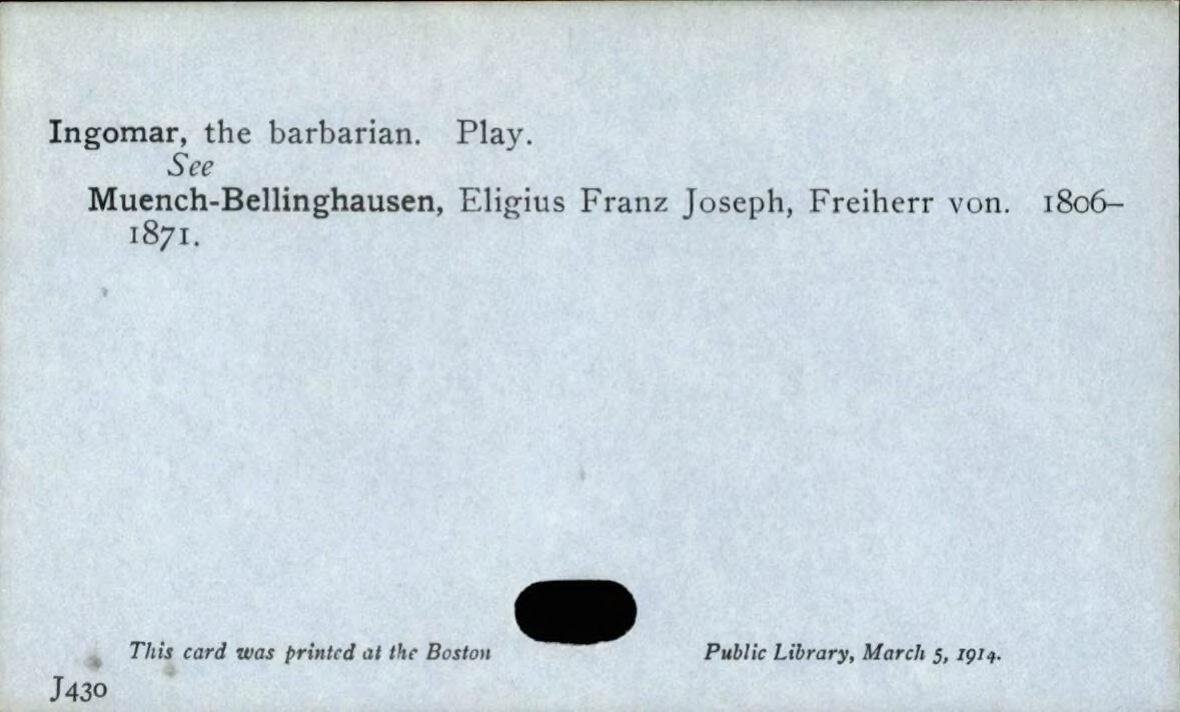 Ingomar, the barbarian. Play.
See
Muench-Bellinghausen, Eligius Franz Joseph, Freiherr von. 1806–
1871.
This card was printed at the Boston Public Library, March 5, 1914.
J430